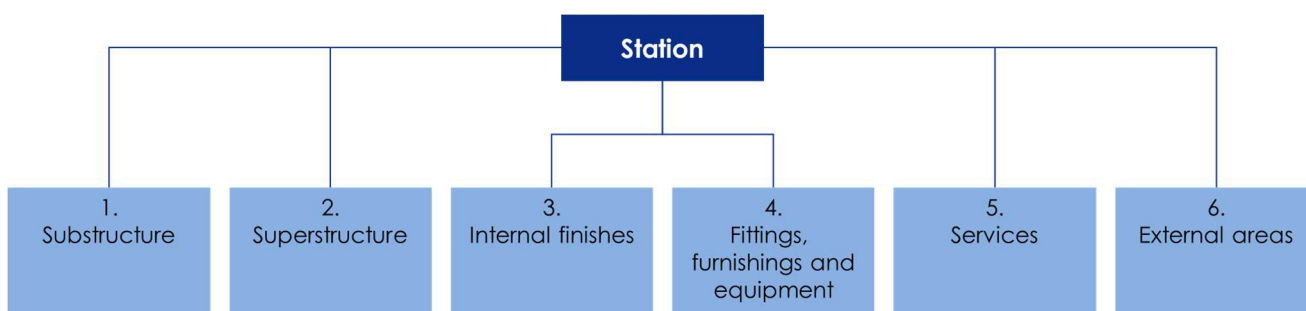 Station
1.
Substructure
2.
Superstructure
3.
Internal finishes
4.
Fittings,
furnishings and
equipment
5.
Services
6.
External areas